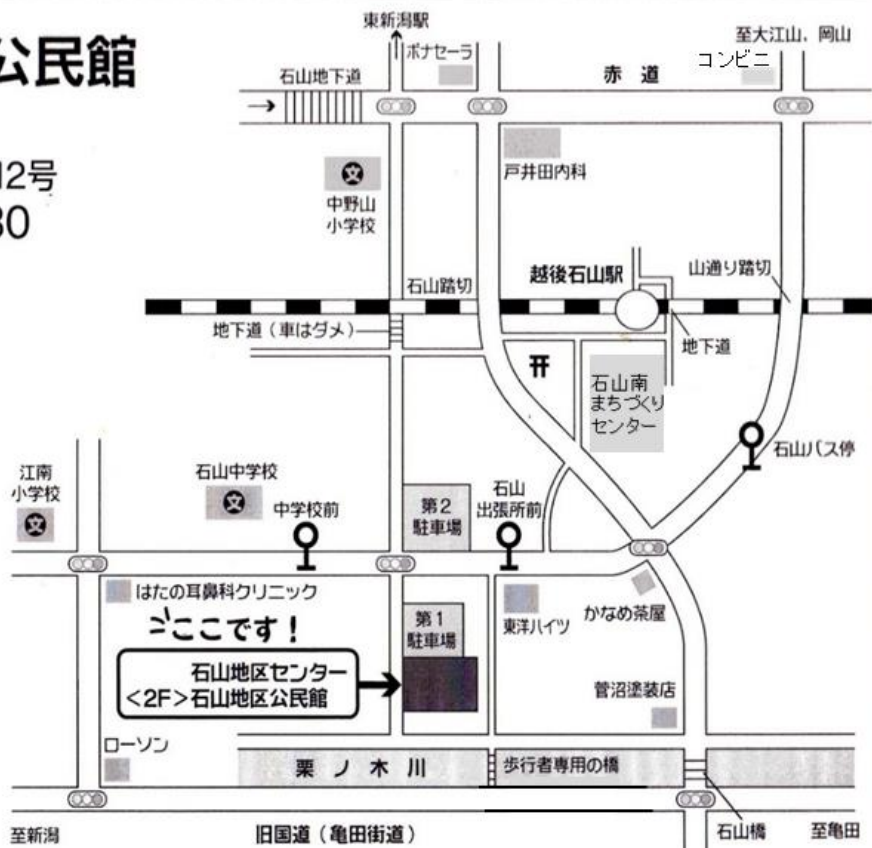 公民館
12号
30
東新潟駅
ボナセーラ
至大江山、岡山
コンビニ
石山地下道
赤 道
戸井田内科
文
中野山
小学校
越後石山駅
山通り踏切
石山踏切
地下道（車はダメ）
地下道
石山南
まちづくり
センター
石山バス停
江南
小学校
文
石山中学校
文
中学校前
第2
駐車場
石山
出張所前
はたの耳鼻科クリニック
ここです！
第1
駐車場
東洋ハイツ
かなめ茶屋
石山地区センター
<2F>石山地区公民館
菅沼塗装店
ローソン
栗ノ木川
歩行者専用の橋
至新潟
旧国道（亀田街道）
石山橋
至亀田